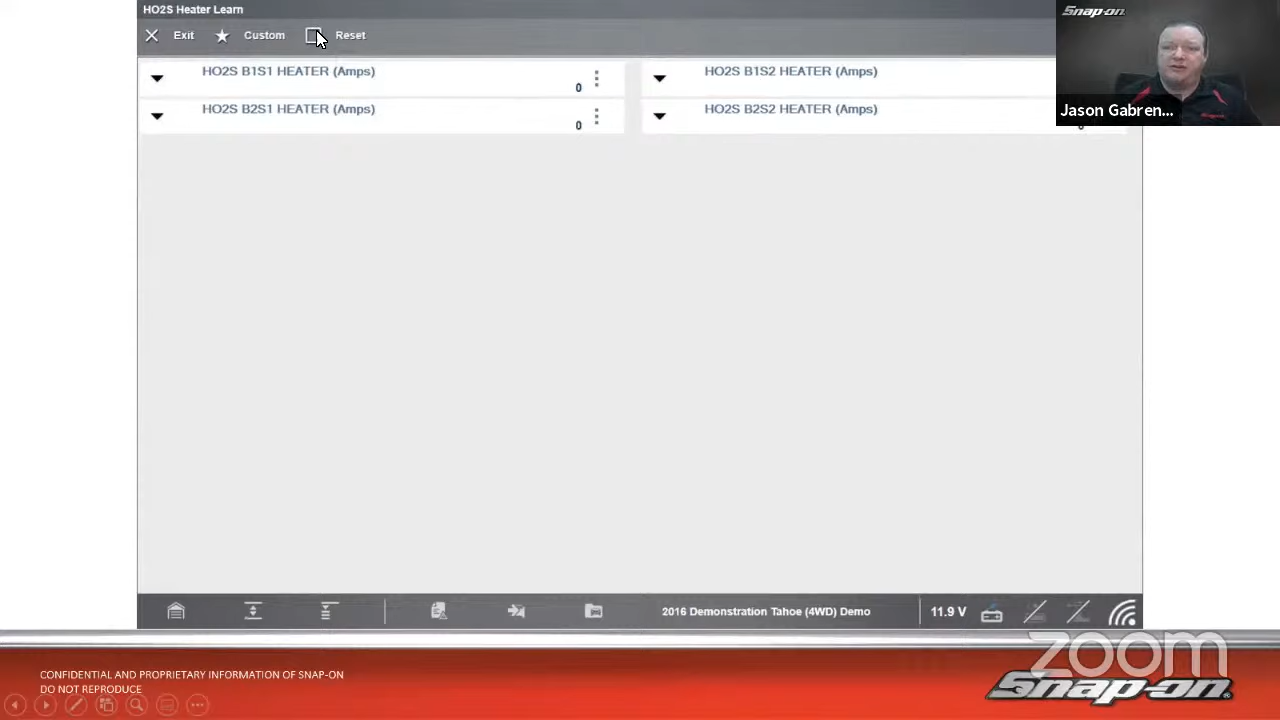 HO2S Heater Learn
Exit Custom Reset
HO2S B1S1 HEATER (Amps)
0
HO2S B1S2 HEATER (Amps)
HO2S B2S1 HEATER (Amps)
0
HO2S B2S2 HEATER (Amps)
Snap-on
Jason Gabren...
2016 Demonstration Tahoe (4WD) Demo
11.9 V
CONFIDENTIAL AND PROPRIETARY INFORMATION OF SNAP-ON
DO NOT REPRODUCE
zoom
Snap-on